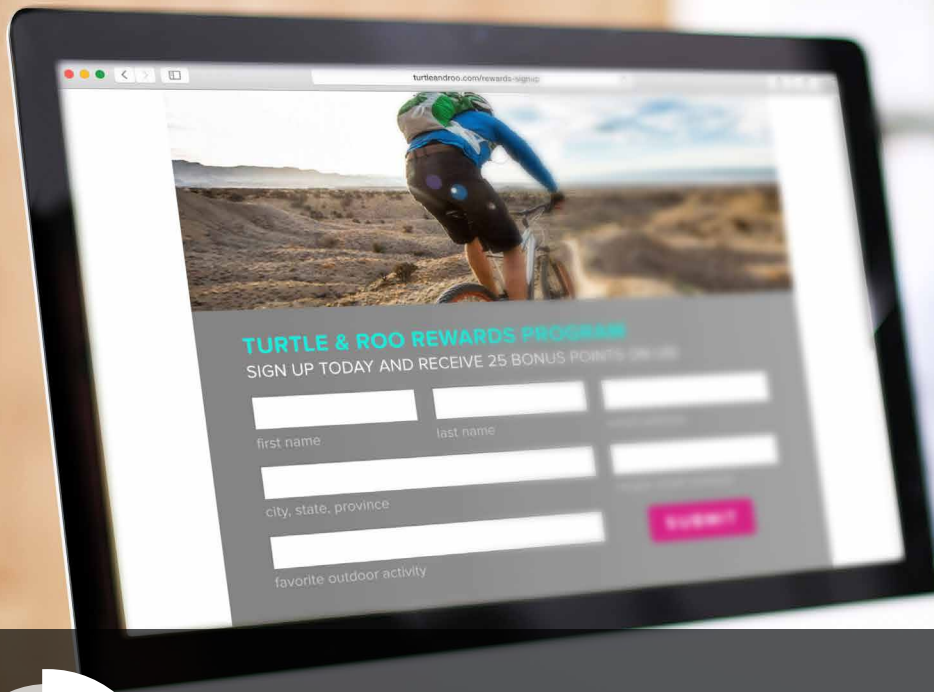 turtleandroo.com/rewards-signup
TURTLE & ROO REWARDS PROGRAM
SIGN UP TODAY AND RECEIVE 25 BONUS POINTS ON US!
first name
last name
city, state, province
SUBMIT
favorite outdoor activity